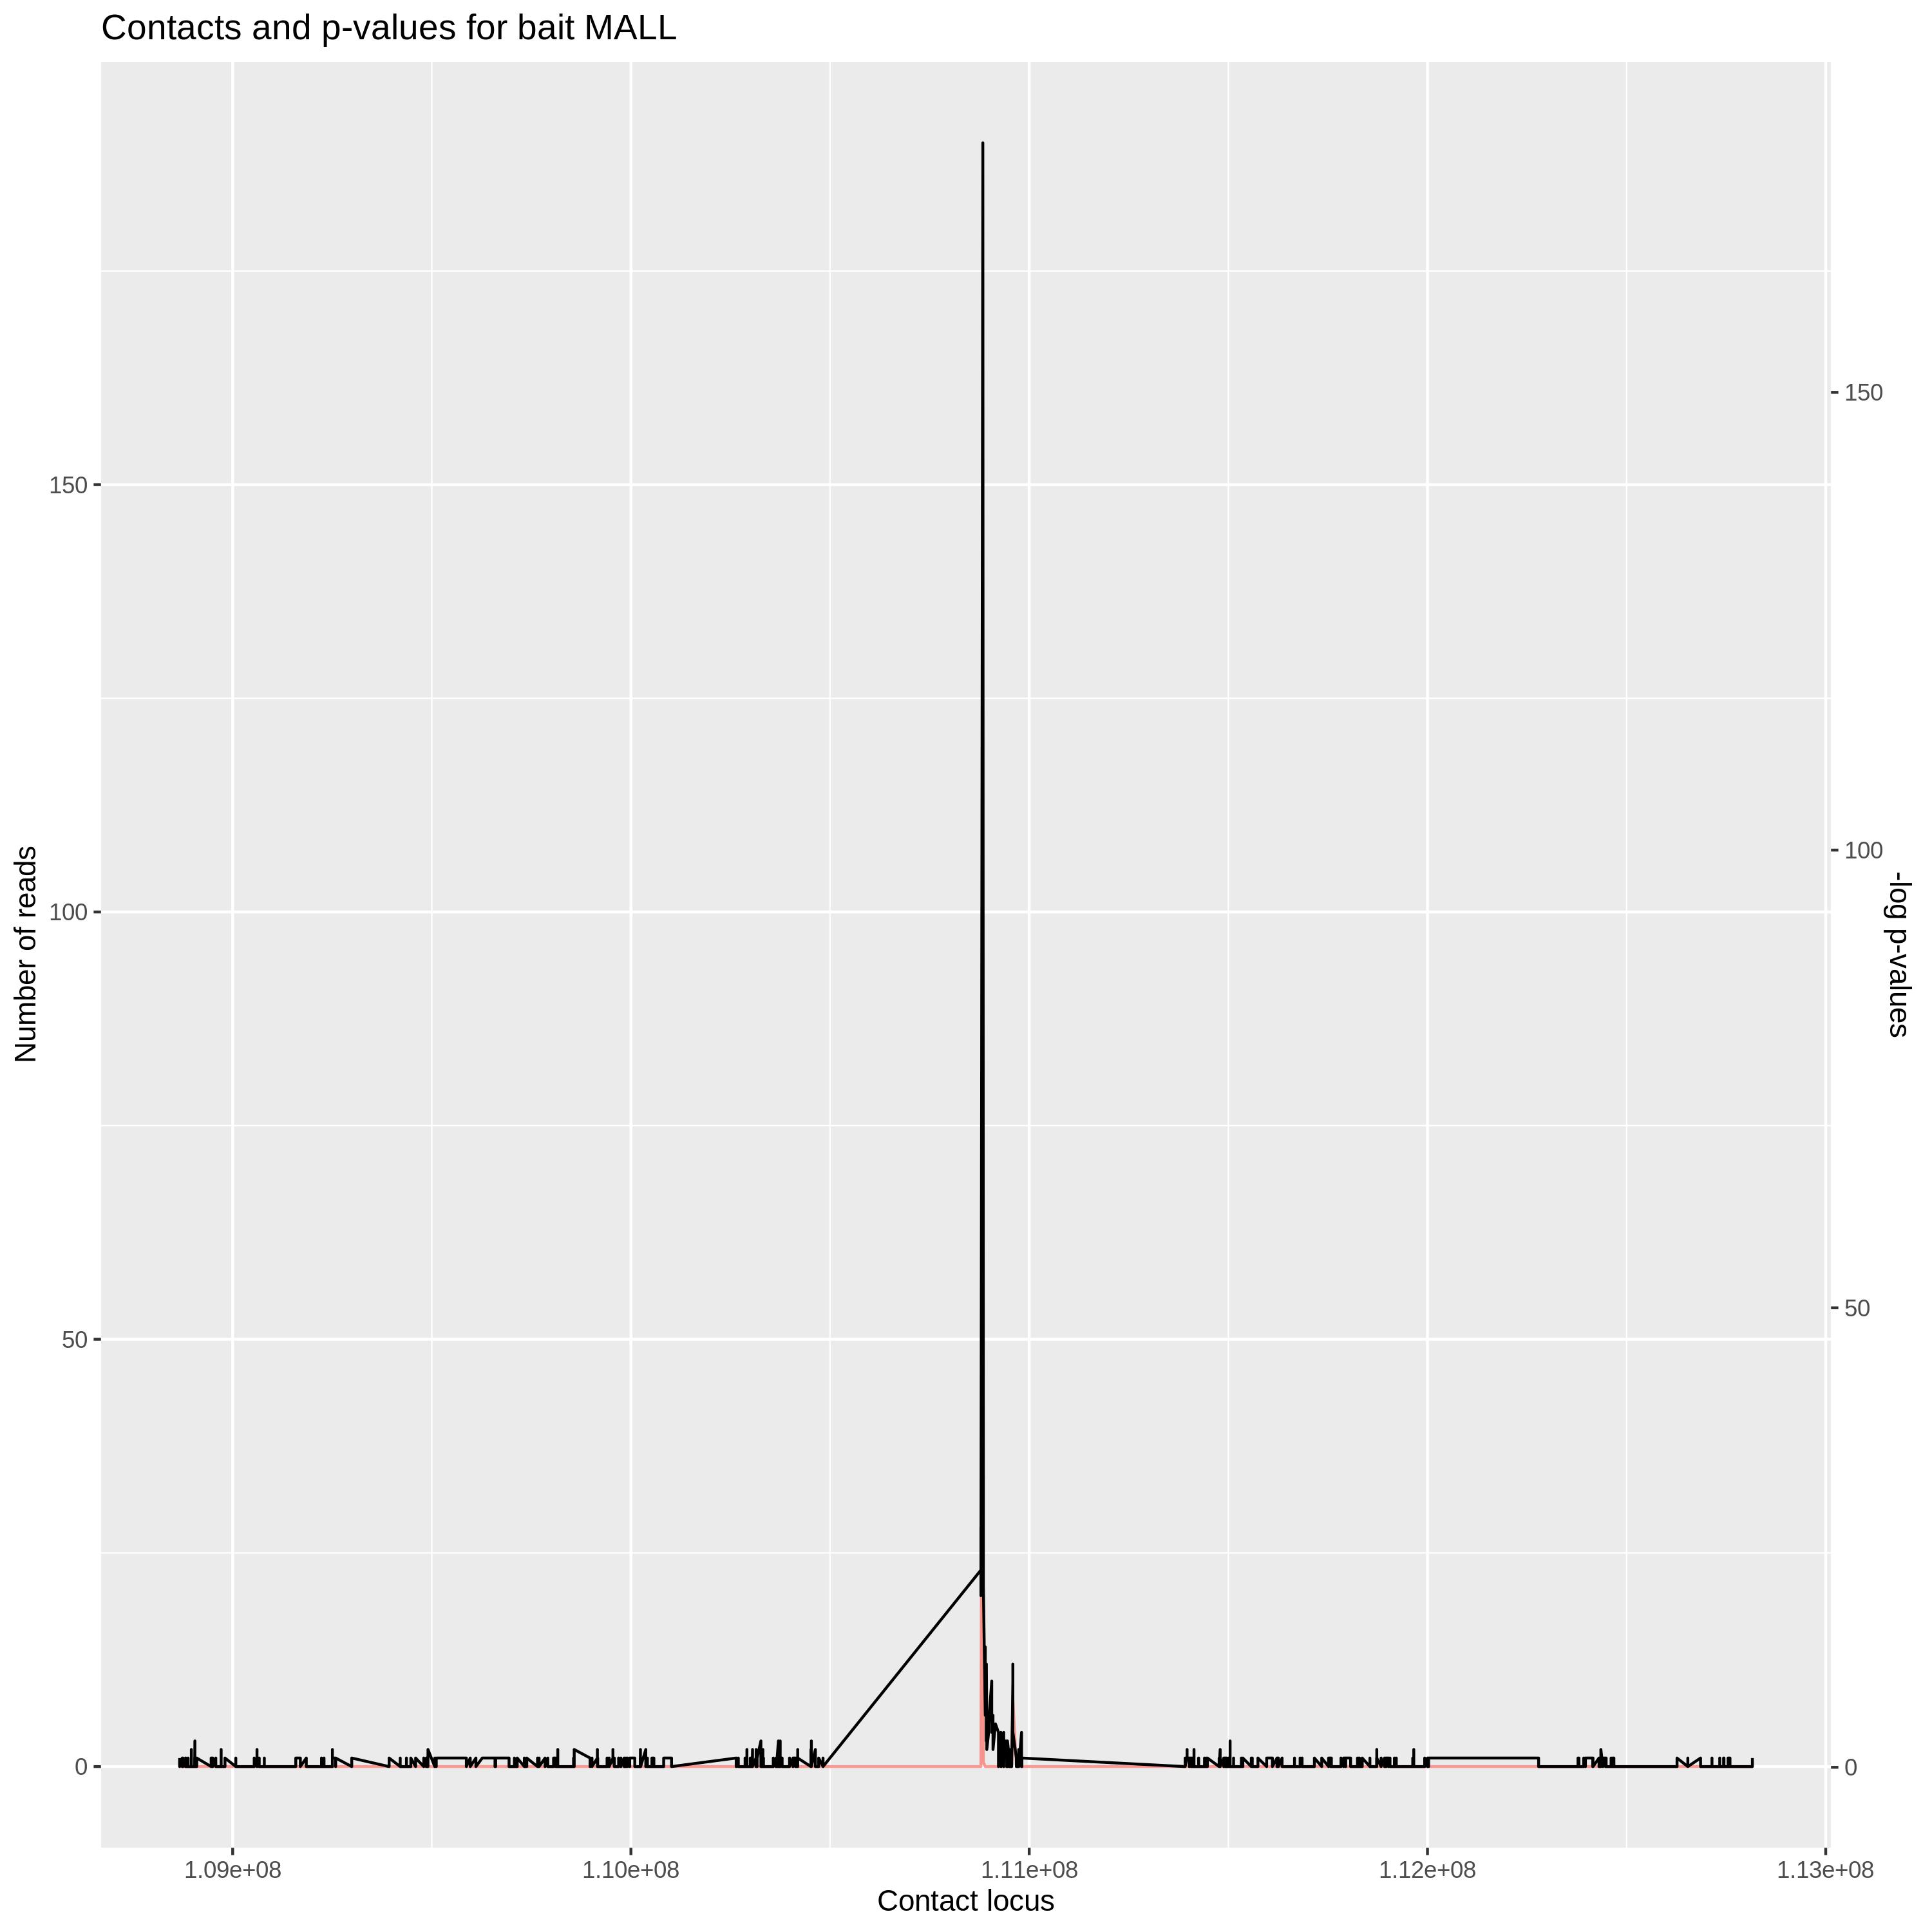 Contacts and p-values for bait MALL
Number of reads
150
100
50
0
150
100
50
0
-log p-values
1.09e+08
1.10e+08
1.11e+08
1.12e+08
1.13e+08
Contact locus